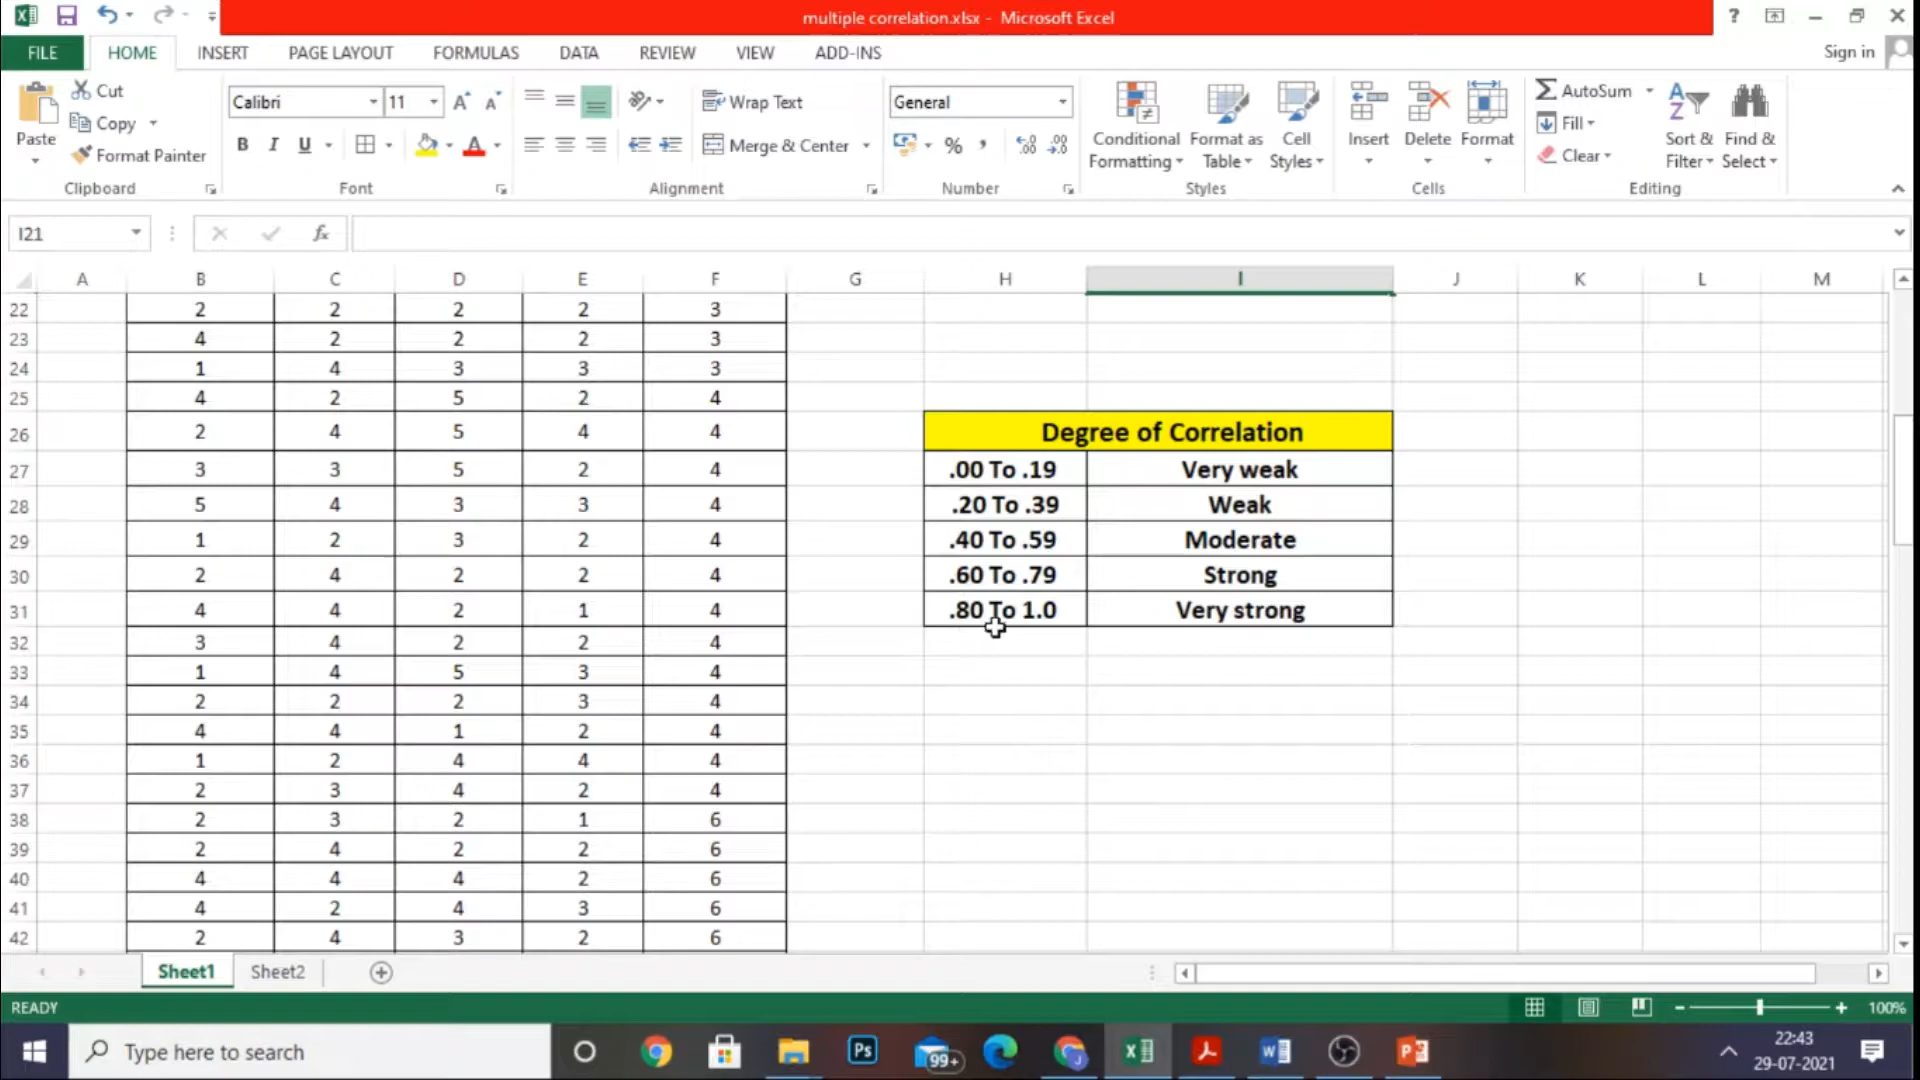 multiple correlation.xlsx - Microsoft Excel
?
FILE HOME INSERT PAGE LAYOUT FORMULAS DATA REVIEW VIEW ADD-INS Sign in
Paste
Cut
Copy
Format Painter
Clipboard
Calibri 11
B I U
Font
Wrap Text
Merge & Center
Alignment
General
%
Number
Conditional Formatting
Format as Table
Cell Styles
Styles
Insert Delete Format
Cells
AutoSum
Fill
Clear
Sort & Filter
Find & Select
Editing
I21 fx
A B C D E F G H I J K L M
22 2 2 2 2 3
23 4 2 2 2 3
24 1 4 3 3 3
25 4 2 5 2 4
26 2 4 5 4 4 Degree of Correlation
27 3 3 5 2 4 .00 To .19 Very weak
28 5 4 3 3 4 .20 To .39 Weak
29 1 2 3 2 4 .40 To .59 Moderate
30 2 4 2 2 4 .60 To .79 Strong
31 4 4 2 1 4 .80 To 1.0 Very strong
32 3 4 2 2 4
33 1 4 5 3 4
34 2 2 2 3 4
35 4 4 1 2 4
36 1 2 4 4 4
37 2 3 4 2 4
38 2 3 2 1 6
39 2 4 2 2 6
40 4 4 4 2 6
41 4 2 4 3 6
42 2 4 3 2 6
Sheet1 Sheet2
READY 100%
Type here to search
Ps
99+
22:43
29-07-2021